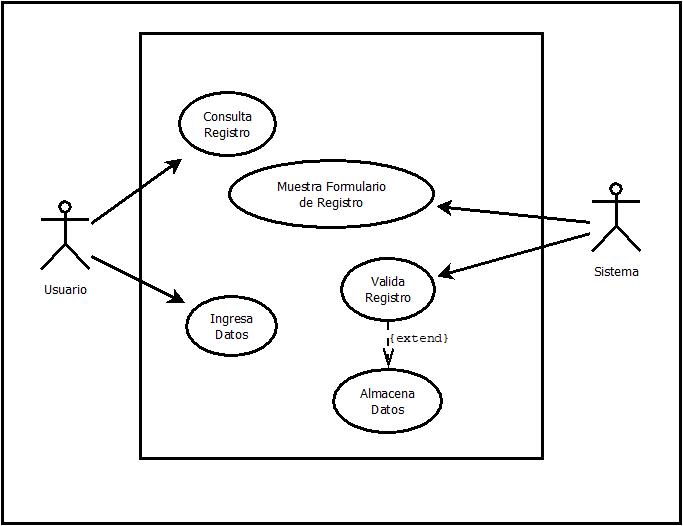 Consulta
Registro
Muestra Formulario
de Registro
Usuario
Sistema
Valida
Registro
Ingresa
Datos
{extend}
Almacena
Datos